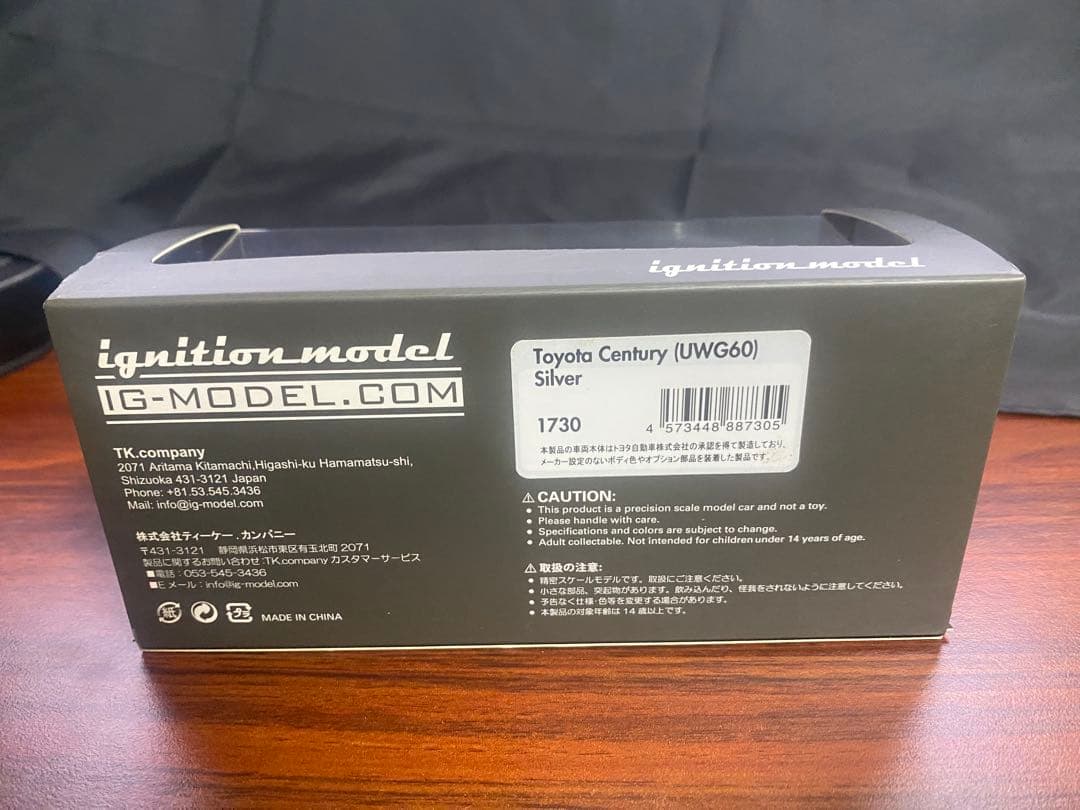 ignition model
ignition model
IG-MODEL.COM
TK.company
2071 Aritama Kitamachi,Higashi-ku Hamamatsu-shi,
Shizuoka 431-3121 Japan
Phone: +81.53.545.3436
Mail: info@ig-model.com
株式会社ティーケー.カンパニー
〒431-3121 静岡県浜松市東区有玉北町 2071
製品に関するお問い合わせ:TK.company カスタマーサービス
■電話:053-545-3436
■E メール:info@ig-model.com
紙
プラ
MADE IN CHINA
Toyota Century (UWG60)
Silver
1730
4 573448 887305
本製品の車両本体はトヨタ自動車株式会社の承認を得て製造しており、
メーカー設定のないボディ色やオプション部品を装着した製品です。
⚠ CAUTION:
• This product is a precision scale model car and not a toy.
• Please handle with care.
• Specifications and colors are subject to change.
• Adult collectable. Not intended for children under 14 years of age.
⚠ 取扱の注意:
• 精密スケールモデルです。取扱にご注意ください。
• 小さな部品、突起物があります。飲み込んだり、怪我をされないように注意してください。
• 予告なく仕様・色等を変更する場合があります。
• 本製品の対象年齢は 14 歳以上です。